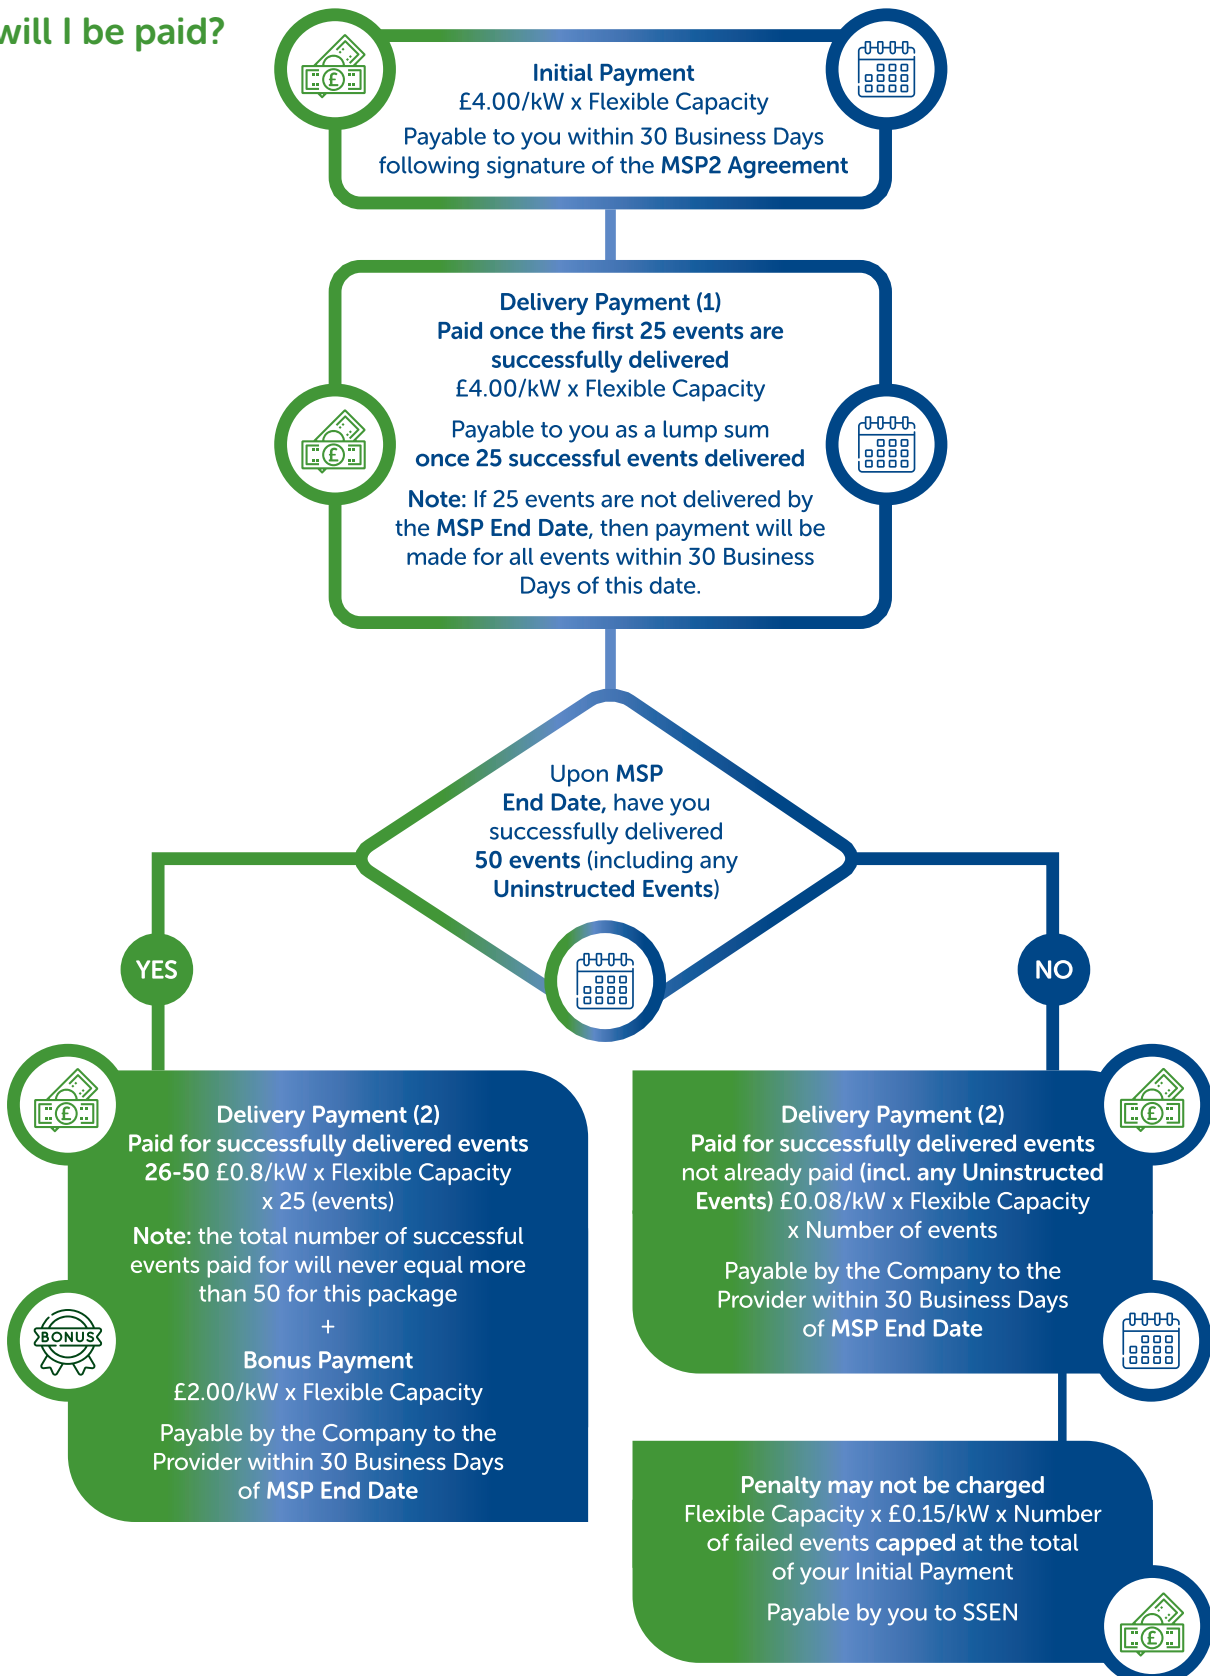 will I be paid?
Initial Payment
£4.00/kW x Flexible Capacity
Payable to you within 30 Business Days
following signature of the MSP2 Agreement
Delivery Payment (1)
Paid once the first 25 events are
successfully delivered
£4.00/kW x Flexible Capacity
Payable to you as a lump sum
once 25 successful events delivered
Note: If 25 events are not delivered by
the MSP End Date, then payment will be
made for all events within 30 Business
Days of this date.
Upon MSP
End Date, have you
successfully delivered
50 events (including any
Uninstructed Events)
YES
NO
Delivery Payment (2)
Paid for successfully delivered events
26-50 £0.8/kW x Flexible Capacity
x 25 (events)
Note: the total number of successful
events paid for will never equal more
than 50 for this package
+
BONUS
Bonus Payment
£2.00/kW x Flexible Capacity
Payable by the Company to the
Provider within 30 Business Days
of MSP End Date
Delivery Payment (2)
Paid for successfully delivered events
not already paid (incl. any Uninstructed
Events) £0.08/kW x Flexible Capacity
x Number of events
Payable by the Company to the
Provider within 30 Business Days
of MSP End Date
Penalty may not be charged
Flexible Capacity x £0.15/kW x Number
of failed events capped at the total
of your Initial Payment
Payable by you to SSEN